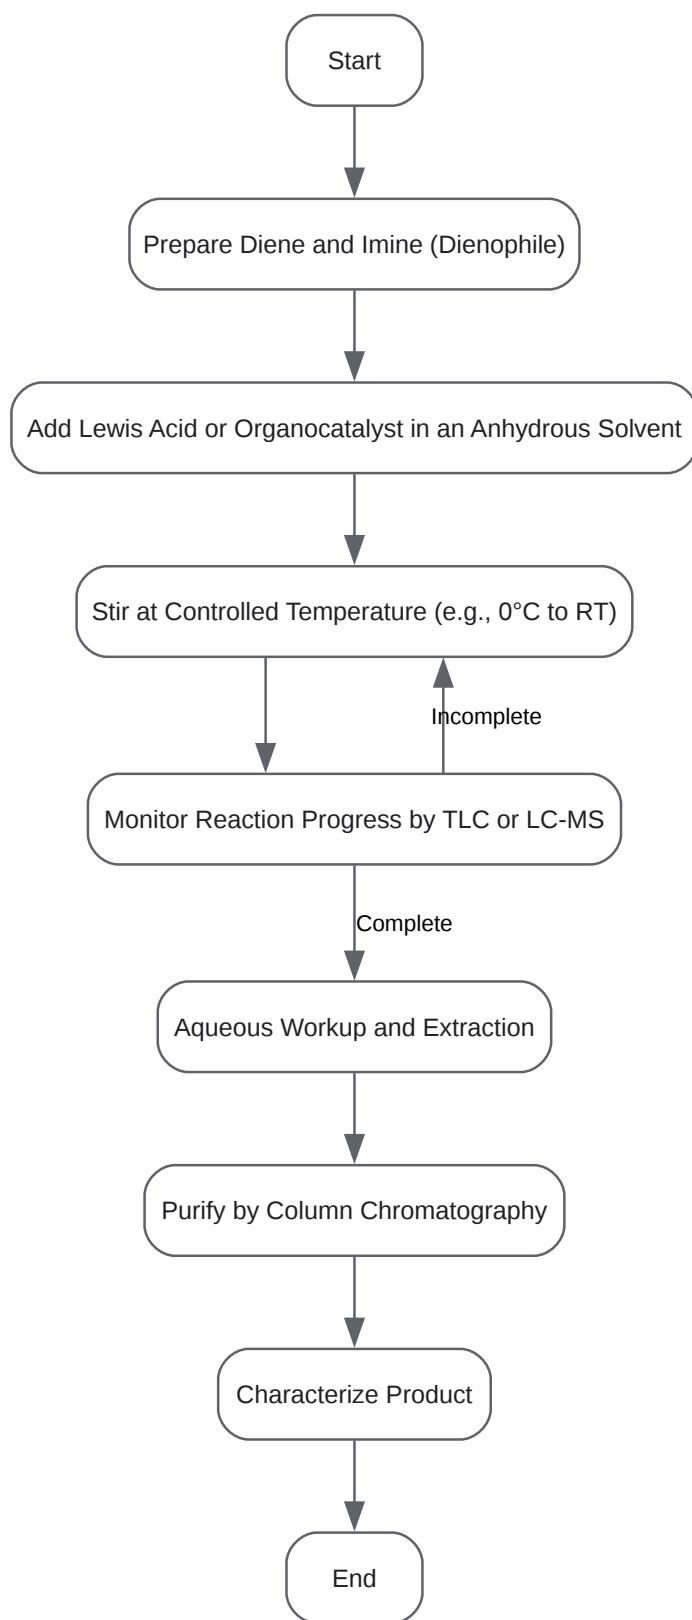 Start
Prepare Diene and Imine (Dienophile)
Add Lewis Acid or Organocatalyst in an Anhydrous Solvent
Stir at Controlled Temperature (e.g., 0°C to RT)
Incomplete
Monitor Reaction Progress by TLC or LC-MS
Complete
Aqueous Workup and Extraction
Purify by Column Chromatography
Characterize Product
End